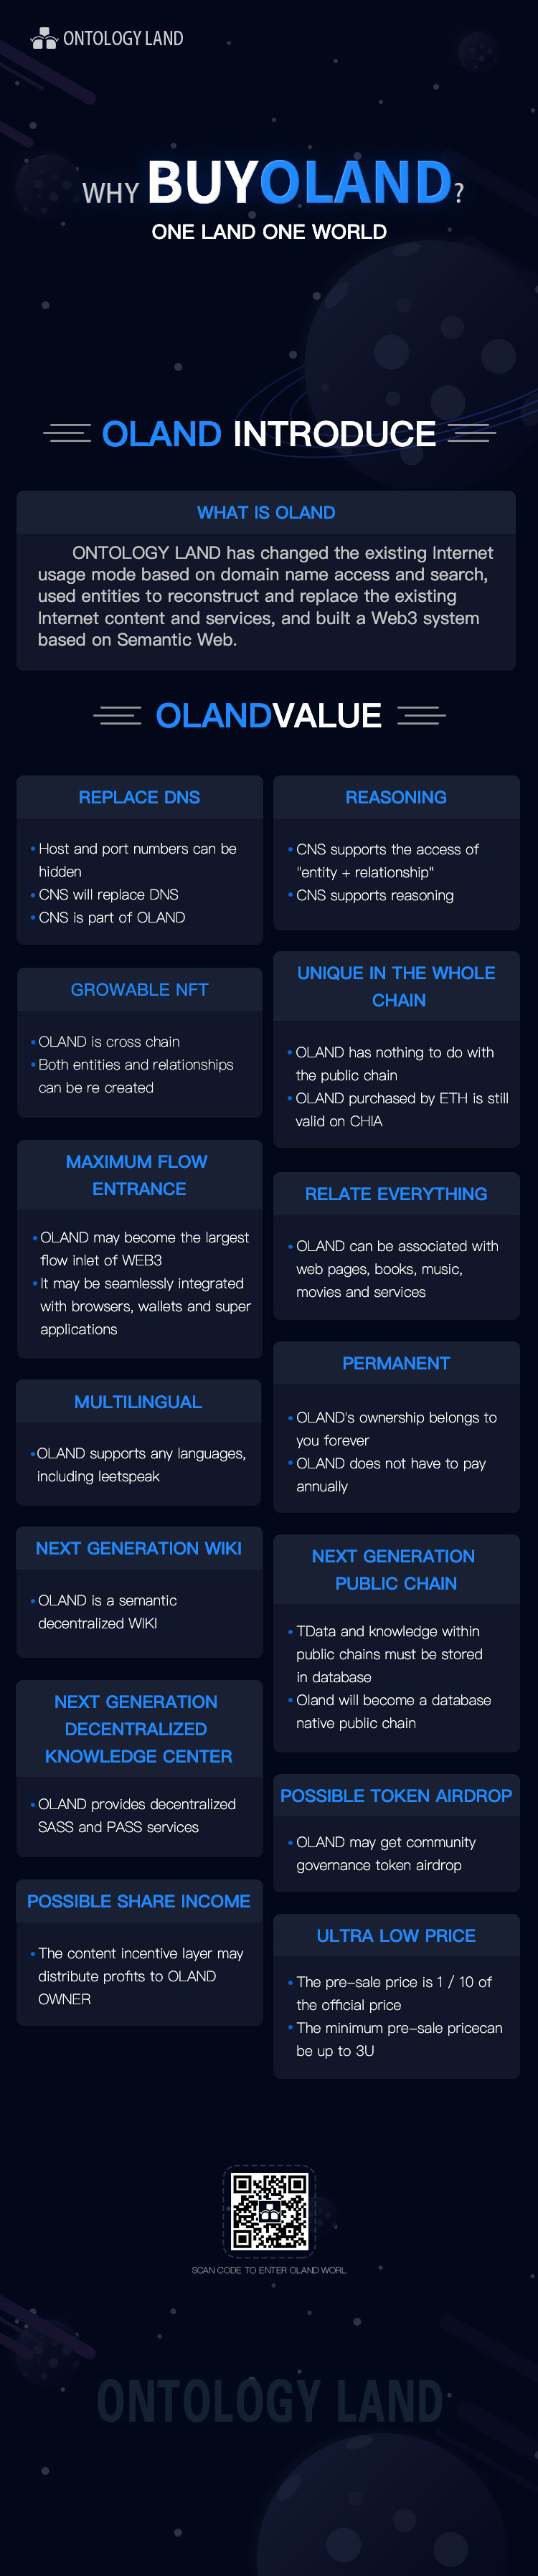 ONTOLOGY LAND
WHY BUYOLAND?
ONE LAND ONE WORLD
OLAND INTRODUCE
WHAT IS OLAND
ONTOLOGY LAND has changed the existing Internet
usage mode based on domain name access and search,
used entities to reconstruct and replace the existing
Internet content and services, and built a Web3 system
based on Semantic Web.
OLANDVALUE
REPLACE DNS
• Host and port numbers can be
hidden
• CNS will replace DNS
• CNS is part of OLAND
GROWABLE NFT
• OLAND is cross chain
• Both entities and relationships
can be re created
MAXIMUM FLOW
ENTRANCE
• OLAND may become the largest
flow inlet of WEB3
• It may be seamlessly integrated
with browsers, wallets and super
applications
MULTILINGUAL
• OLAND supports any languages,
including leetspeak
NEXT GENERATION WIKI
• OLAND is a semantic
decentralized WIKI
NEXT GENERATION
DECENTRALIZED
KNOWLEDGE CENTER
• OLAND provides decentralized
SASS and PASS services
POSSIBLE SHARE INCOME
• The content incentive layer may
distribute profits to OLAND
OWNER
REASONING
• CNS supports the access of
"entity + relationship"
• CNS supports reasoning
UNIQUE IN THE WHOLE
CHAIN
• OLAND has nothing to do with
the public chain
• OLAND purchased by ETH is still
valid on CHIA
RELATE EVERYTHING
• OLAND can be associated with
web pages, books, music,
movies and services
PERMANENT
• OLAND's ownership belongs to
you forever
• OLAND does not have to pay
annually
NEXT GENERATION
PUBLIC CHAIN
• TData and knowledge within
public chains must be stored
in database
• Oland will become a database
native public chain
POSSIBLE TOKEN AIRDROP
• OLAND may get community
governance token airdrop
ULTRA LOW PRICE
• The pre-sale price is 1 / 10 of
the official price
• The minimum pre-sale pricecan
be up to 3U
SCAN CODE TO ENTER OLAND WORL
ONTOLOGY LAND